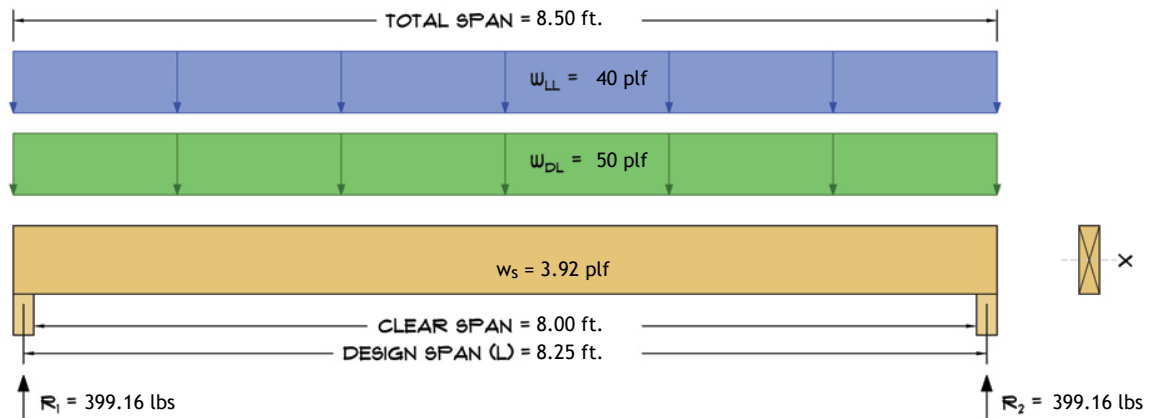 TOTAL SPAN = 8.50 ft.
WLL = 40 plf
WDL = 50 plf
ws = 3.92 plf
X
CLEAR SPAN = 8.00 ft.
DESIGN SPAN (L) = 8.25 ft.
R1 = 399.16 lbs
R2 = 399.16 lbs